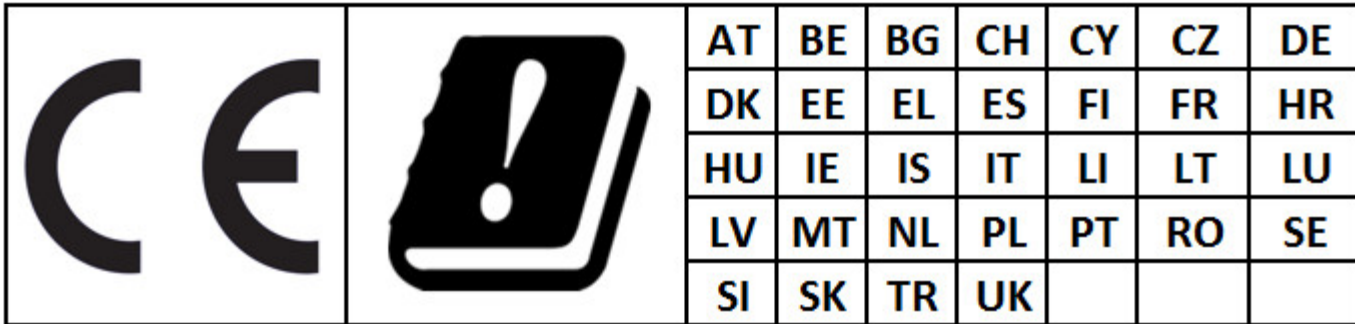 CE
!
AT BE BG CH CY CZ DE
DK EE EL ES FI FR HR
HU IE IS IT LI LT LU
LV MT NL PL PT RO SE
SI SK TR UK